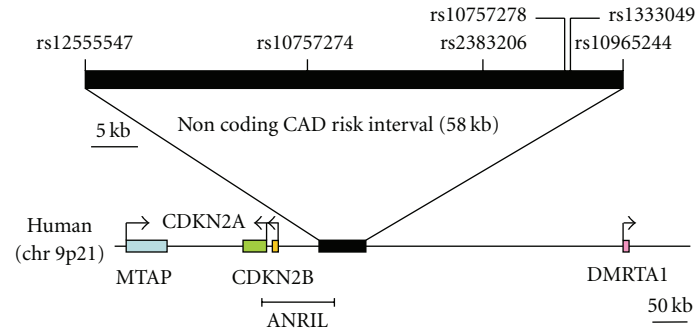 rs10757278 rs1333049
rs12555547 rs10757274 rs2383206 rs10965244
5 kb
Non coding CAD risk interval (58 kb)
Human
(chr 9p21)
CDKN2A
MTAP CDKN2B DMRTA1
ANRIL
50 kb